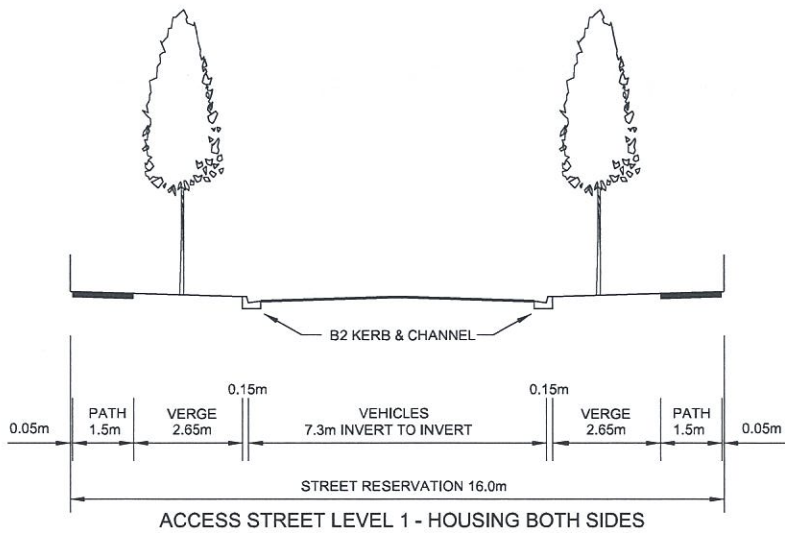 B2 KERB & CHANNEL
0.15m 0.15m
0.05m PATH VERGE VEHICLES VERGE PATH 0.05m
1.5m 2.65m 7.3m INVERT TO INVERT 2.65m 1.5m
STREET RESERVATION 16.0m
ACCESS STREET LEVEL 1 - HOUSING BOTH SIDES